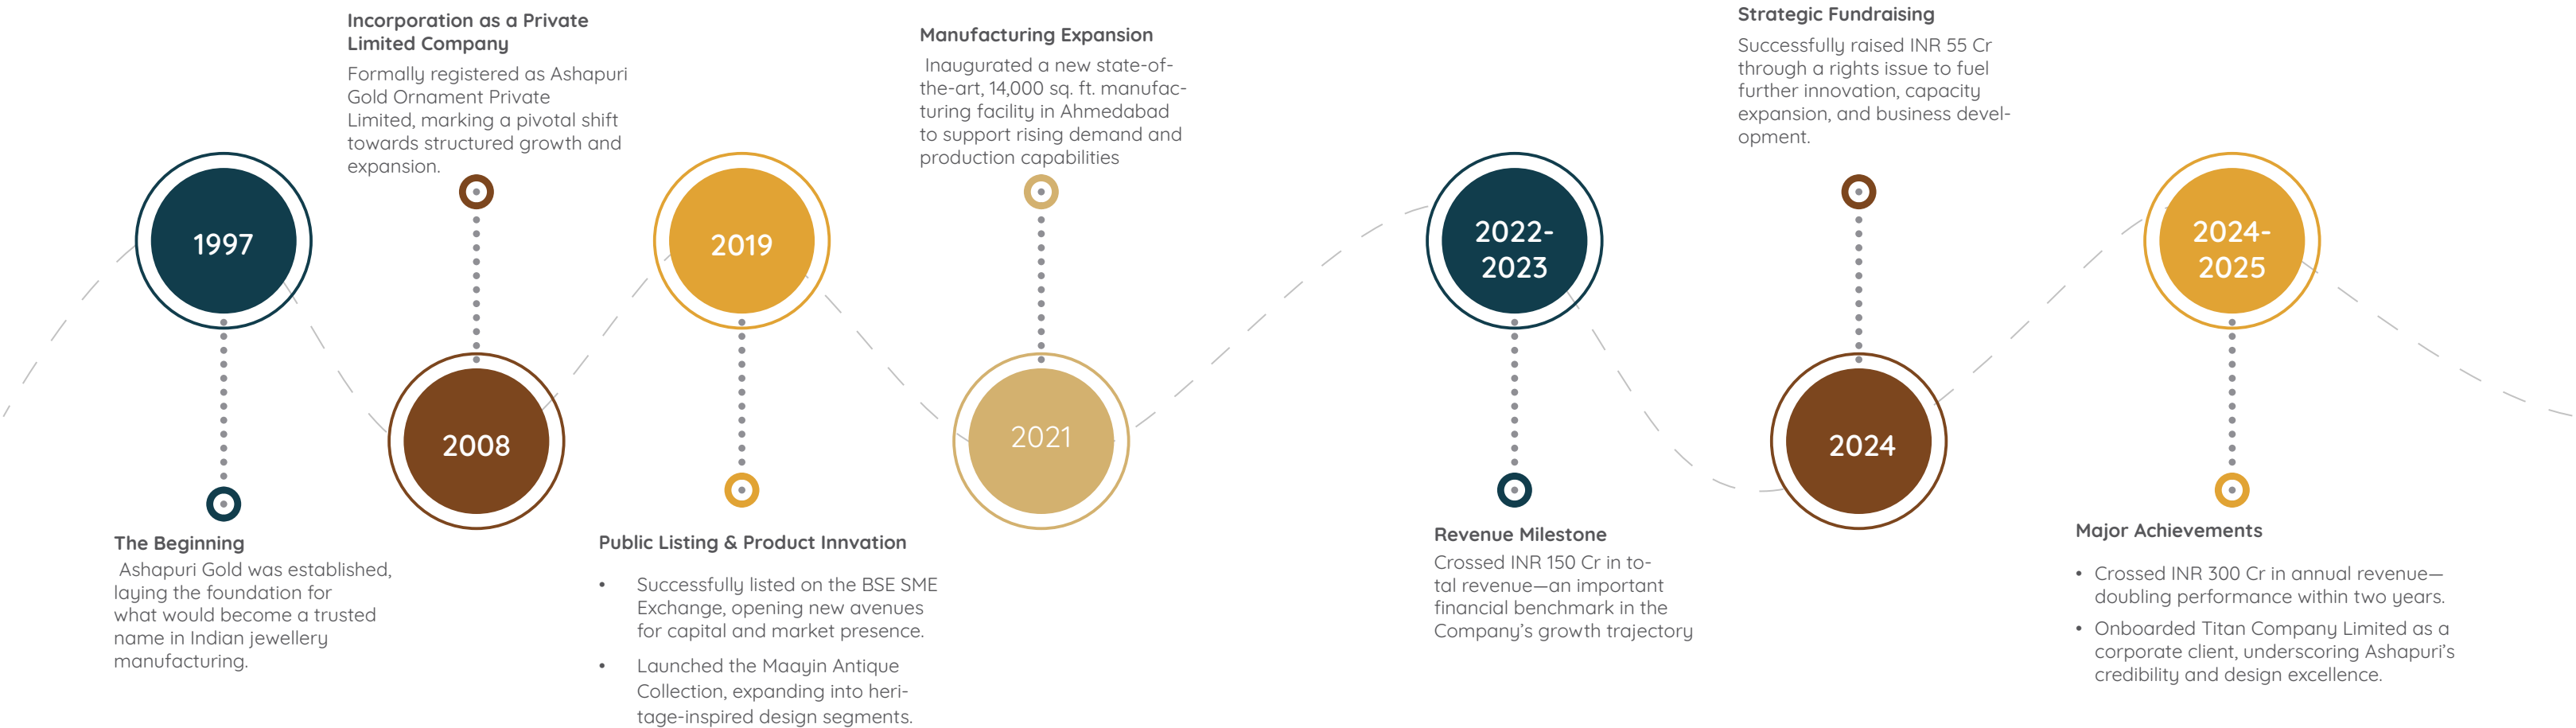 1997
The Beginning
Ashapuri Gold was established,
laying the foundation for
what would become a trusted
name in Indian jewellery
manufacturing.
Incorporation as a Private
Limited Company
Formally registered as Ashapuri
Gold Ornament Private
Limited, marking a pivotal shift
towards structured growth and
expansion.
2008
2019
Public Listing & Product Innvation
• Successfully listed on the BSE SME
Exchange, opening new avenues
for capital and market presence.
• Launched the Maayin Antique
Collection, expanding into heri-
tage-inspired design segments.
Manufacturing Expansion
Inaugurated a new state-of-
the-art, 14,000 sq. ft. manufac-
turing facility in Ahmedabad
to support rising demand and
production capabilities
2021
2022-
2023
Revenue Milestone
Crossed INR 150 Cr in to-
tal revenue—an important
financial benchmark in the
Company’s growth trajectory
Strategic Fundraising
Successfully raised INR 55 Cr
through a rights issue to fuel
further innovation, capacity
expansion, and business devel-
opment.
2024
2024-
2025
Major Achievements
• Crossed INR 300 Cr in annual revenue—
doubling performance within two years.
• Onboarded Titan Company Limited as a
corporate client, underscoring Ashapuri’s
credibility and design excellence.